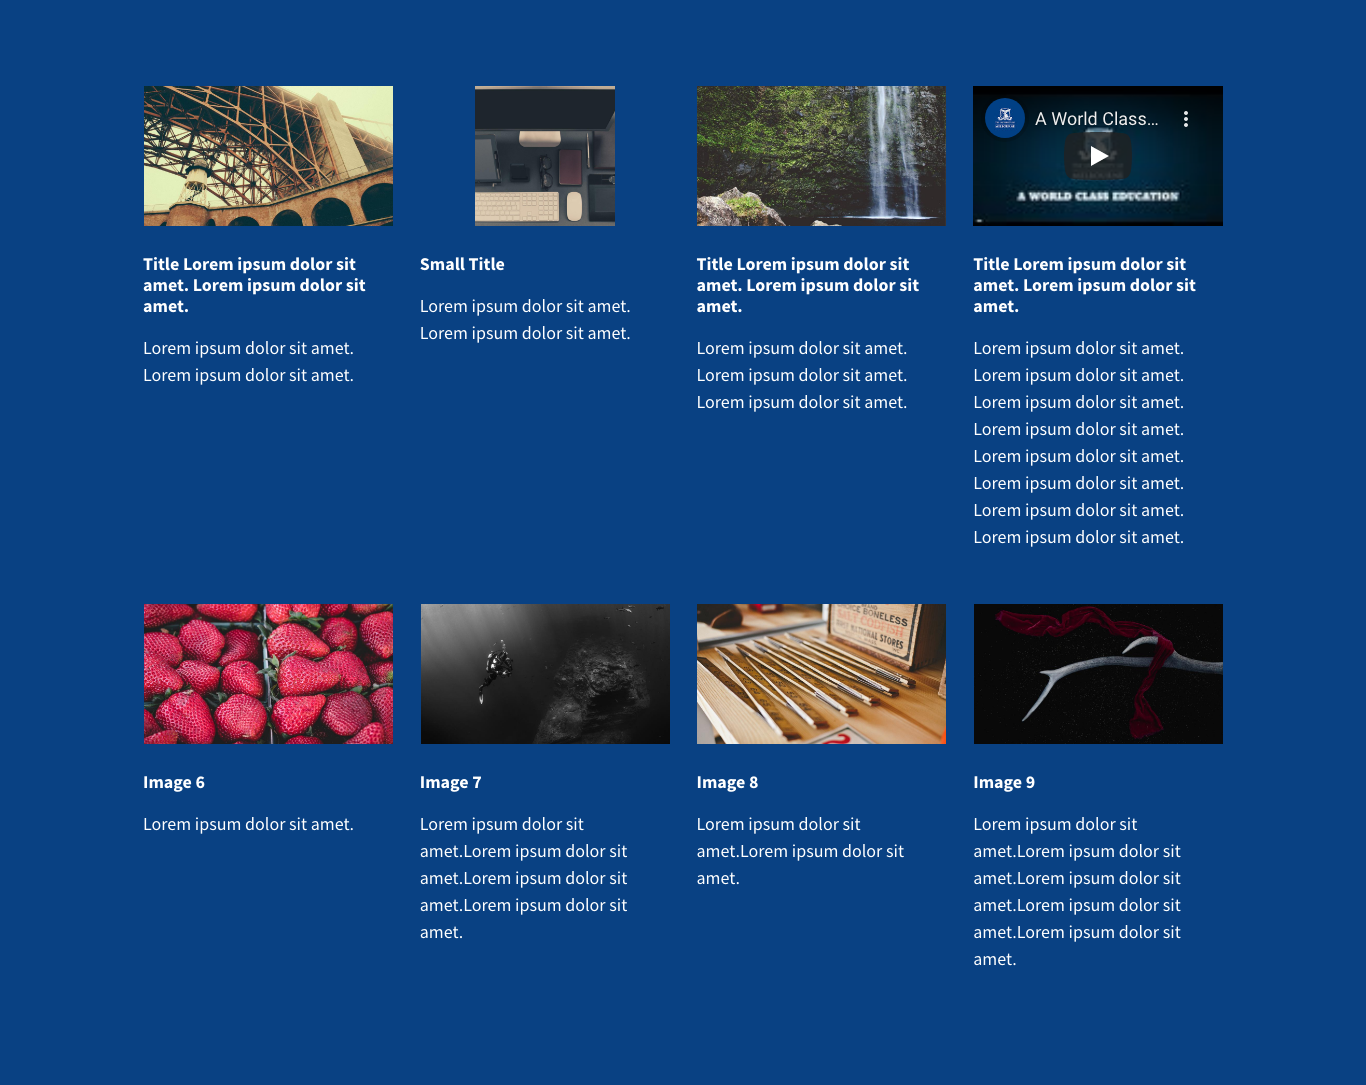 A World Class...
MELBOURNE
A WORLD CLASS EDUCATION
Title Lorem ipsum dolor sit
amet. Lorem ipsum dolor sit
amet.
Lorem ipsum dolor sit amet.
Lorem ipsum dolor sit amet.
Small Title
Lorem ipsum dolor sit amet.
Lorem ipsum dolor sit amet.
Title Lorem ipsum dolor sit
amet. Lorem ipsum dolor sit
amet.
Lorem ipsum dolor sit amet.
Lorem ipsum dolor sit amet.
Lorem ipsum dolor sit amet.
Title Lorem ipsum dolor sit
amet. Lorem ipsum dolor sit
amet.
Lorem ipsum dolor sit amet.
Lorem ipsum dolor sit amet.
Lorem ipsum dolor sit amet.
Lorem ipsum dolor sit amet.
Lorem ipsum dolor sit amet.
Lorem ipsum dolor sit amet.
Lorem ipsum dolor sit amet.
Lorem ipsum dolor sit amet.
BONELESS
SALT CODFISH
NATIONAL STORES
Image 6
Lorem ipsum dolor sit amet.
Image 7
Lorem ipsum dolor sit
amet.Lorem ipsum dolor sit
amet.Lorem ipsum dolor sit
amet.Lorem ipsum dolor sit
amet.
Image 8
Lorem ipsum dolor sit
amet.Lorem ipsum dolor sit
amet.
Image 9
Lorem ipsum dolor sit
amet.Lorem ipsum dolor sit
amet.Lorem ipsum dolor sit
amet.Lorem ipsum dolor sit
amet.Lorem ipsum dolor sit
amet.